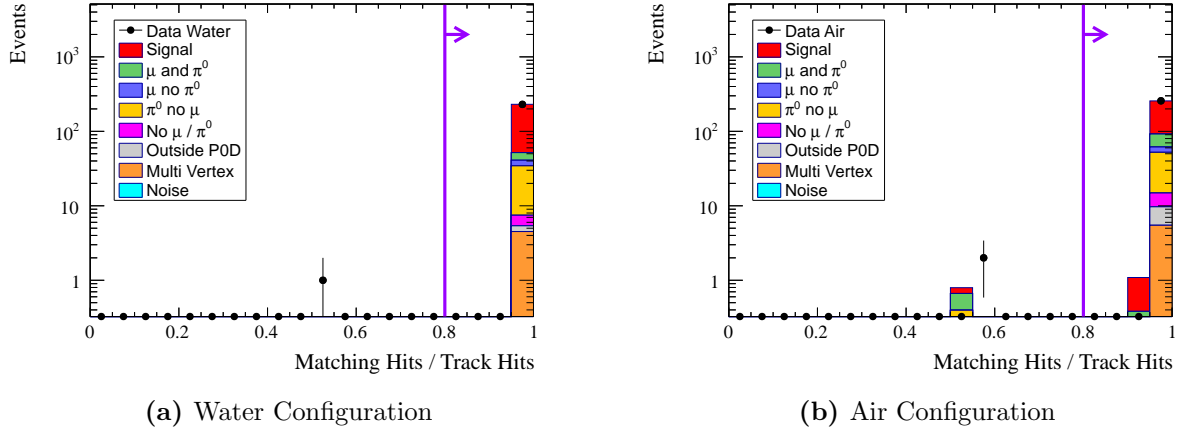 Events
10³
10²
10
1
Data Water
Signal
μ and π⁰
μ no π⁰
π⁰ no μ
No μ / π⁰
Outside P0D
Multi Vertex
Noise
0 0.2 0.4 0.6 0.8 1
Matching Hits / Track Hits
(a) Water Configuration
Events
10³
10²
10
1
Data Air
Signal
μ and π⁰
μ no π⁰
π⁰ no μ
No μ / π⁰
Outside P0D
Multi Vertex
Noise
0 0.2 0.4 0.6 0.8 1
Matching Hits / Track Hits
(b) Air Configuration